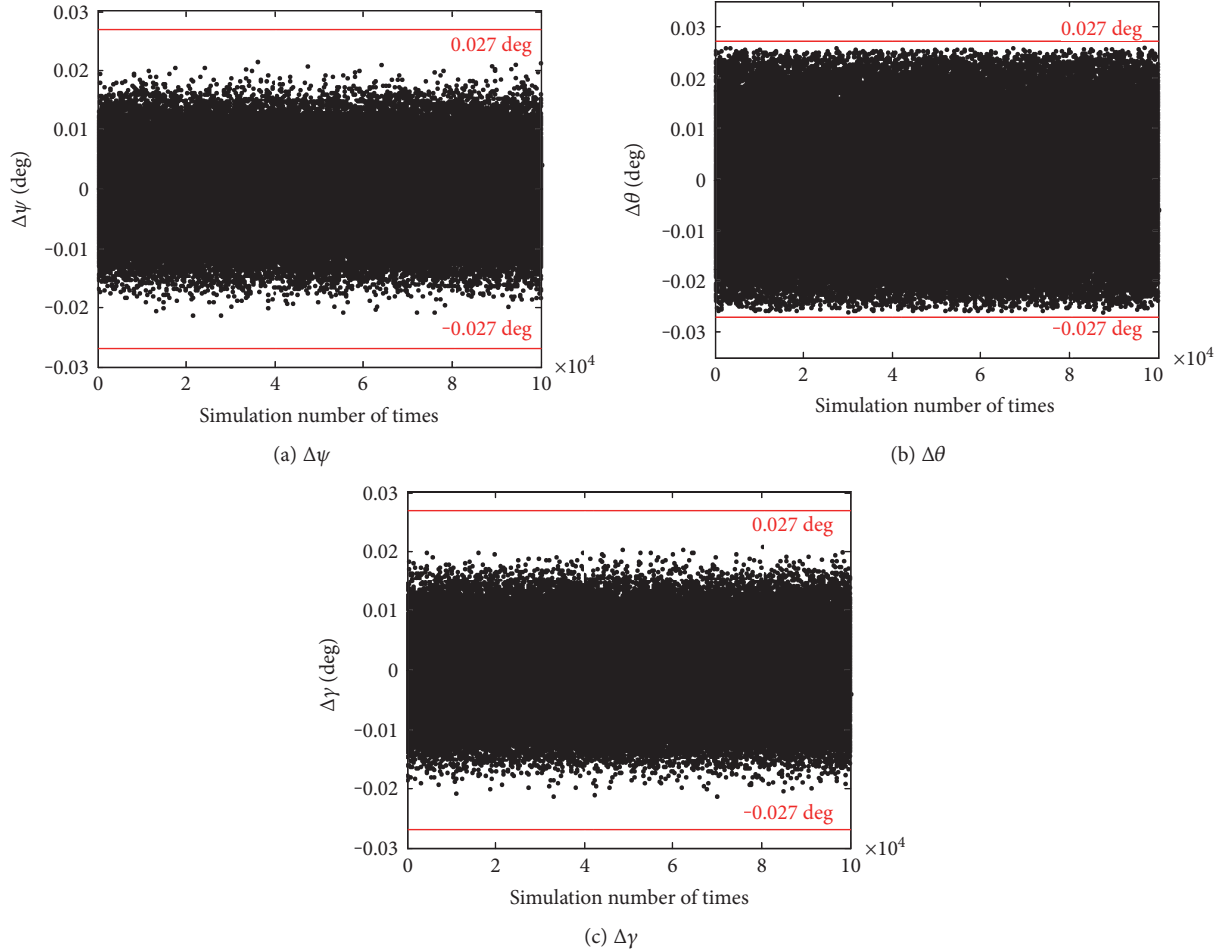 0.03
0.027 deg
0.02
0.01
0
−0.01
−0.02
−0.027 deg
−0.03
Δψ (deg)
0 2 4 6 8 10
×10⁴
Simulation number of times
(a) Δψ
0.03
0.027 deg
0.02
0.01
0
−0.01
−0.02
−0.027 deg
−0.03
Δθ (deg)
0 2 4 6 8 10
×10⁴
Simulation number of times
(b) Δθ
0.03
0.027 deg
0.02
0.01
0
−0.01
−0.02
−0.027 deg
−0.03
Δγ (deg)
0 2 4 6 8 10
×10⁴
Simulation number of times
(c) Δγ